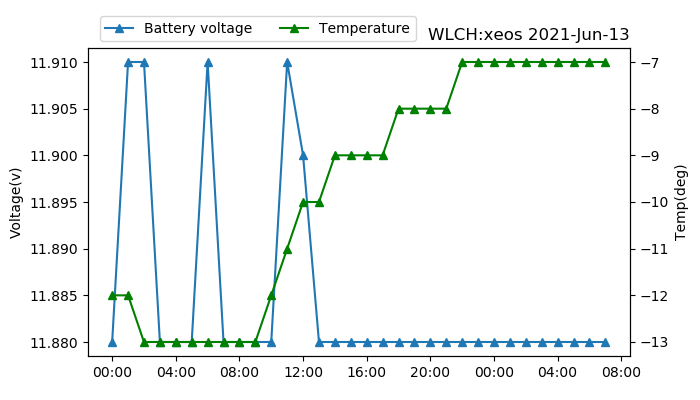 Battery voltage Temperature
WLCH:xeos 2021-Jun-13
11.910
11.905
11.900
11.895
11.890
11.885
11.880
Voltage(v)
−7
−8
−9
−10
−11
−12
−13
Temp(deg)
00:00 04:00 08:00 12:00 16:00 20:00 00:00 04:00 08:00